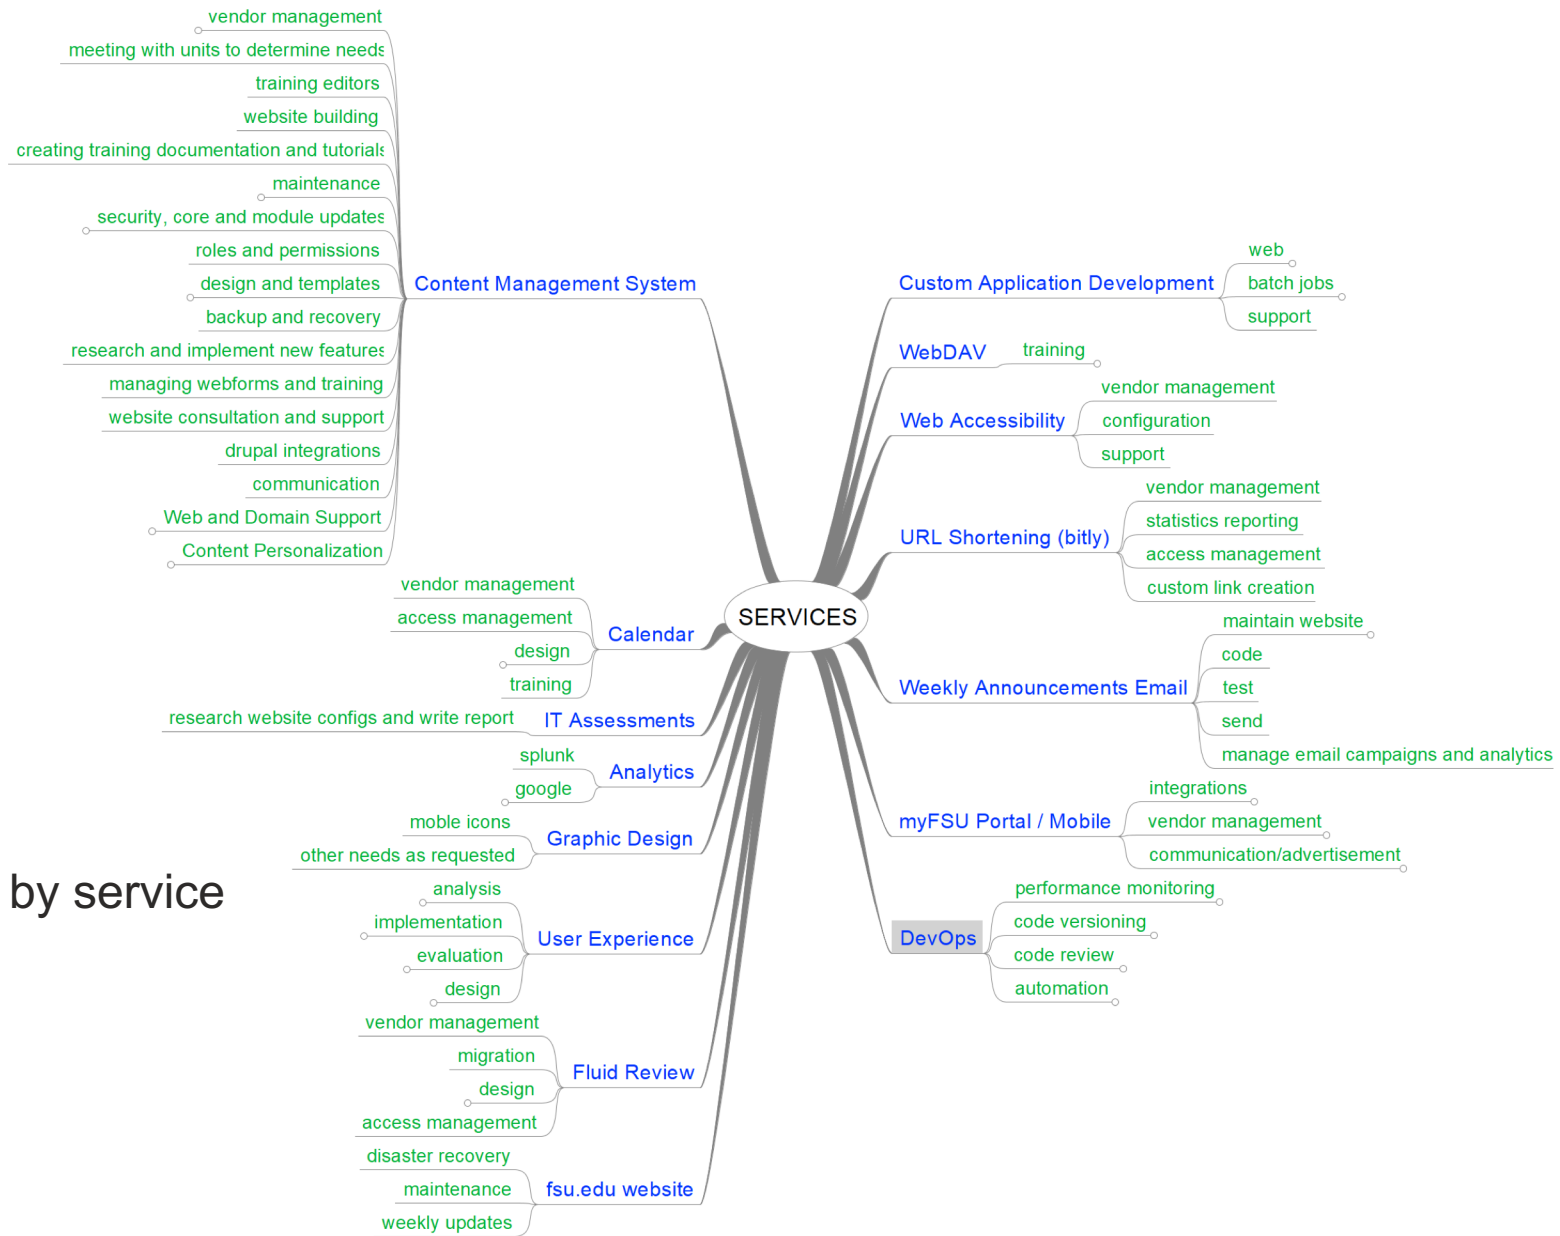 vendor management
meeting with units to determine needs
training editors
website building
creating training documentation and tutorials
maintenance
security, core and module updates
roles and permissions
design and templates
backup and recovery
research and implement new features
managing webforms and training
website consultation and support
drupal integrations
communication
Web and Domain Support
Content Personalization
Content Management System
vendor management
access management
design
training
Calendar
research website configs and write report
IT Assessments
splunk
google
Analytics
moble icons
other needs as requested
Graphic Design
by service
analysis
implementation
evaluation
design
User Experience
vendor management
migration
design
access management
Fluid Review
disaster recovery
maintenance
weekly updates
fsu.edu website
SERVICES
Custom Application Development
web
batch jobs
support
WebDAV
training
Web Accessibility
vendor management
configuration
support
URL Shortening (bitly)
vendor management
statistics reporting
access management
custom link creation
Weekly Announcements Email
maintain website
code
test
send
manage email campaigns and analytics
myFSU Portal / Mobile
integrations
vendor management
communication/advertisement
DevOps
performance monitoring
code versioning
code review
automation